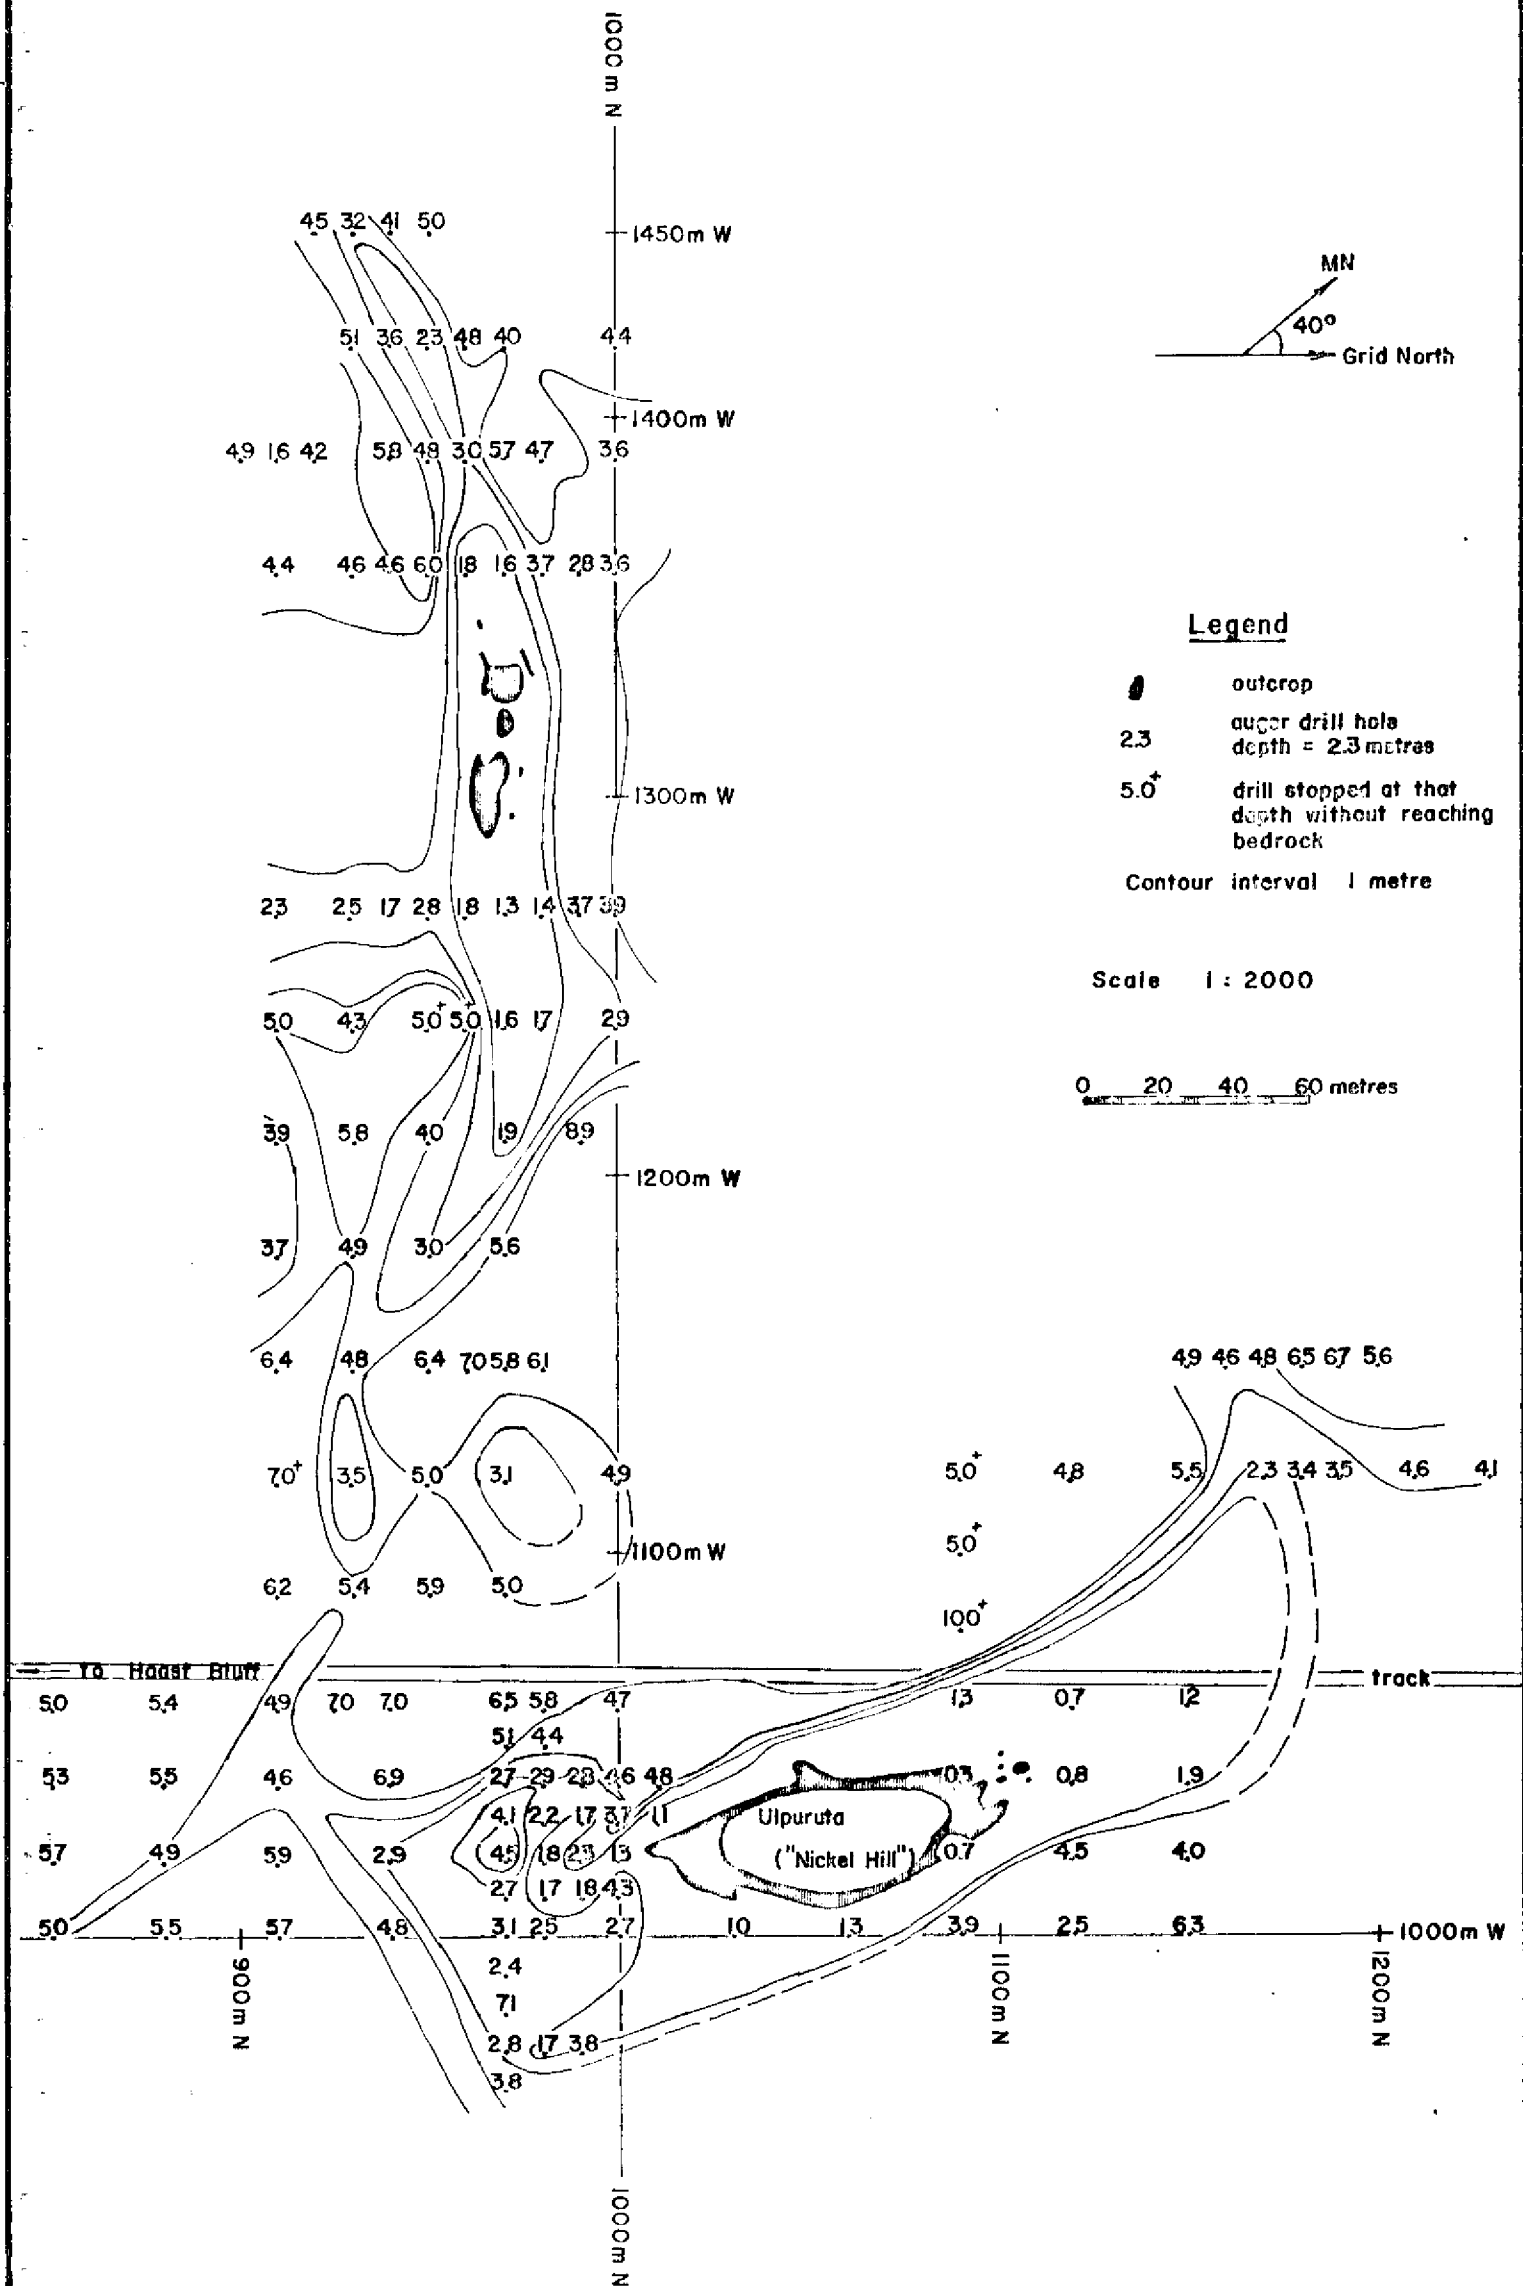 1000 m N
45 32 41 50
1450m W
MN
40°
Grid North
51 36 23 48 40 44
1400m W
49 16 42 58 48 30 57 47 36
44 46 46 60 18 16 37 28 36
Legend
outcrop
2.3 auger drill hole
depth = 2.3 metres
5.0+ drill stopped at that
depth without reaching
bedrock
Contour interval 1 metre
1300m W
23 25 17 28 18 13 14 37 39
Scale 1 : 2000
50 43 50+ 50+ 16 17 29
0 20 40 60 metres
39 58 40 19 89
1200m W
37 49 30 56
64 48 64 70 58 61 49 46 48 65 67 56
70+ 35 50 31 49 50+ 48 55 23 34 35 46 41
50+
1100m W
62 54 59 50
100+
To Haast Bluff
track
50 54 49 70 70 65 58 47 13 07 12
51 44
53 55 46 69 27 29 28 46 48 03 08 19
41 22 17 37 11
Ulpuruta
57 49 59 29 45 18 23 13 ("Nickel Hill") 07 45 40
27 17 18 43
50 55 57 48 31 25 27 10 13 39 25 63
1000m W
900m N
1100m N
1200m N
24
71
28 17 38
38
1000m N